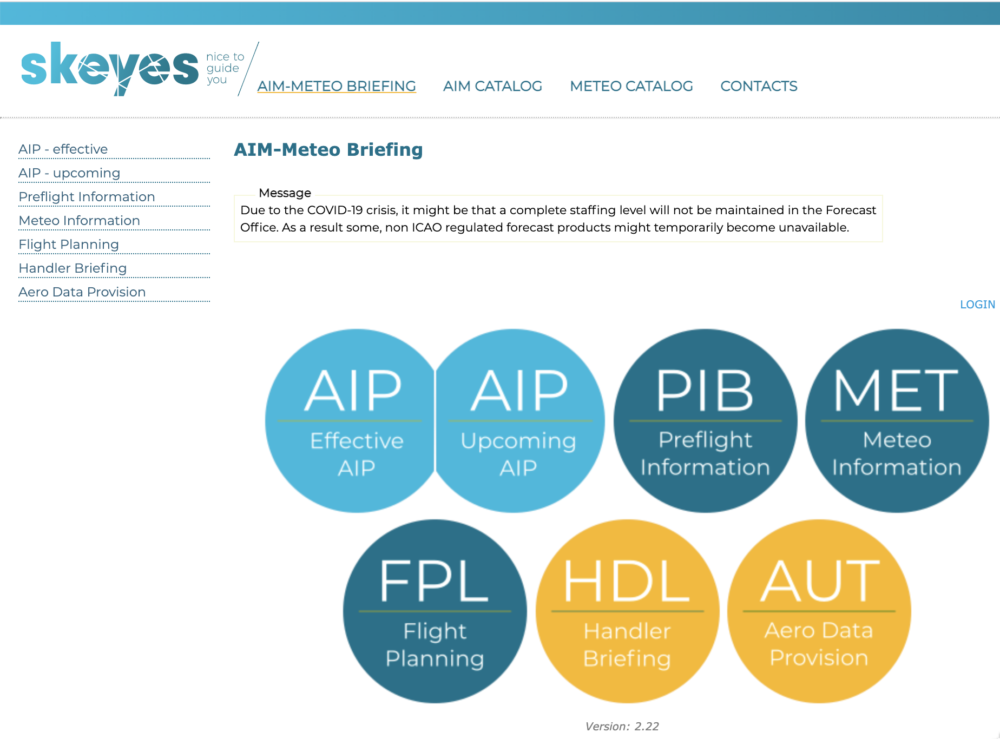 skeyes
nice to
guide
you
AIM-METEO BRIEFING
AIM CATALOG
METEO CATALOG
CONTACTS
AIP - effective
AIP - upcoming
Preflight Information
Meteo Information
Flight Planning
Handler Briefing
Aero Data Provision
AIM-Meteo Briefing
Message
Due to the COVID-19 crisis, it might be that a complete staffing level will not be maintained in the Forecast
Office. As a result some, non ICAO regulated forecast products might temporarily become unavailable.
LOGIN
AIP
Effective
AIP
AIP
Upcoming
AIP
PIB
Preflight
Information
MET
Meteo
Information
FPL
Flight
Planning
HDL
Handler
Briefing
AUT
Aero Data
Provision
Version: 2.22